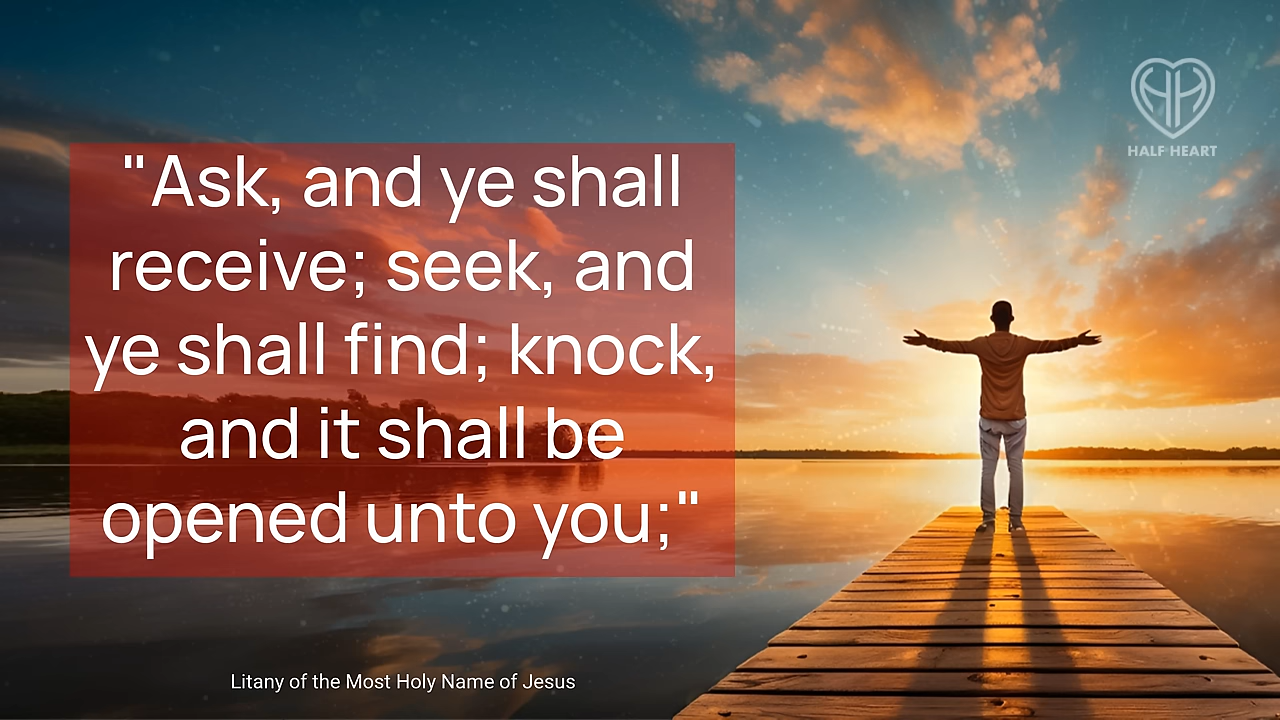 "Ask, and ye shall
receive; seek, and
ye shall find; knock,
and it shall be
opened unto you;"
HALF HEART
Litany of the Most Holy Name of Jesus